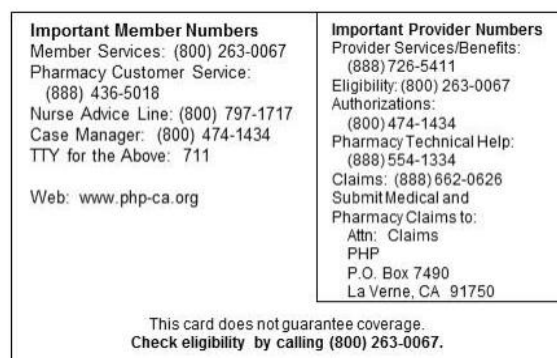 Important Member Numbers
Member Services: (800) 263-0067
Pharmacy Customer Service:
(888) 436-5018
Nurse Advice Line: (800) 797-1717
Case Manager: (800) 474-1434
TTY for the Above: 711
Web: www.php-ca.org
Important Provider Numbers
Provider Services/Benefits:
(888) 726-5411
Eligibility: (800) 263-0067
Authorizations:
(800) 474-1434
Pharmacy Technical Help:
(888) 554-1334
Claims: (888) 662-0626
Submit Medical and
Pharmacy Claims to:
Attn: Claims
PHP
P.O. Box 7490
La Verne, CA 91750
This card does not guarantee coverage.
Check eligibility by calling (800) 263-0067.